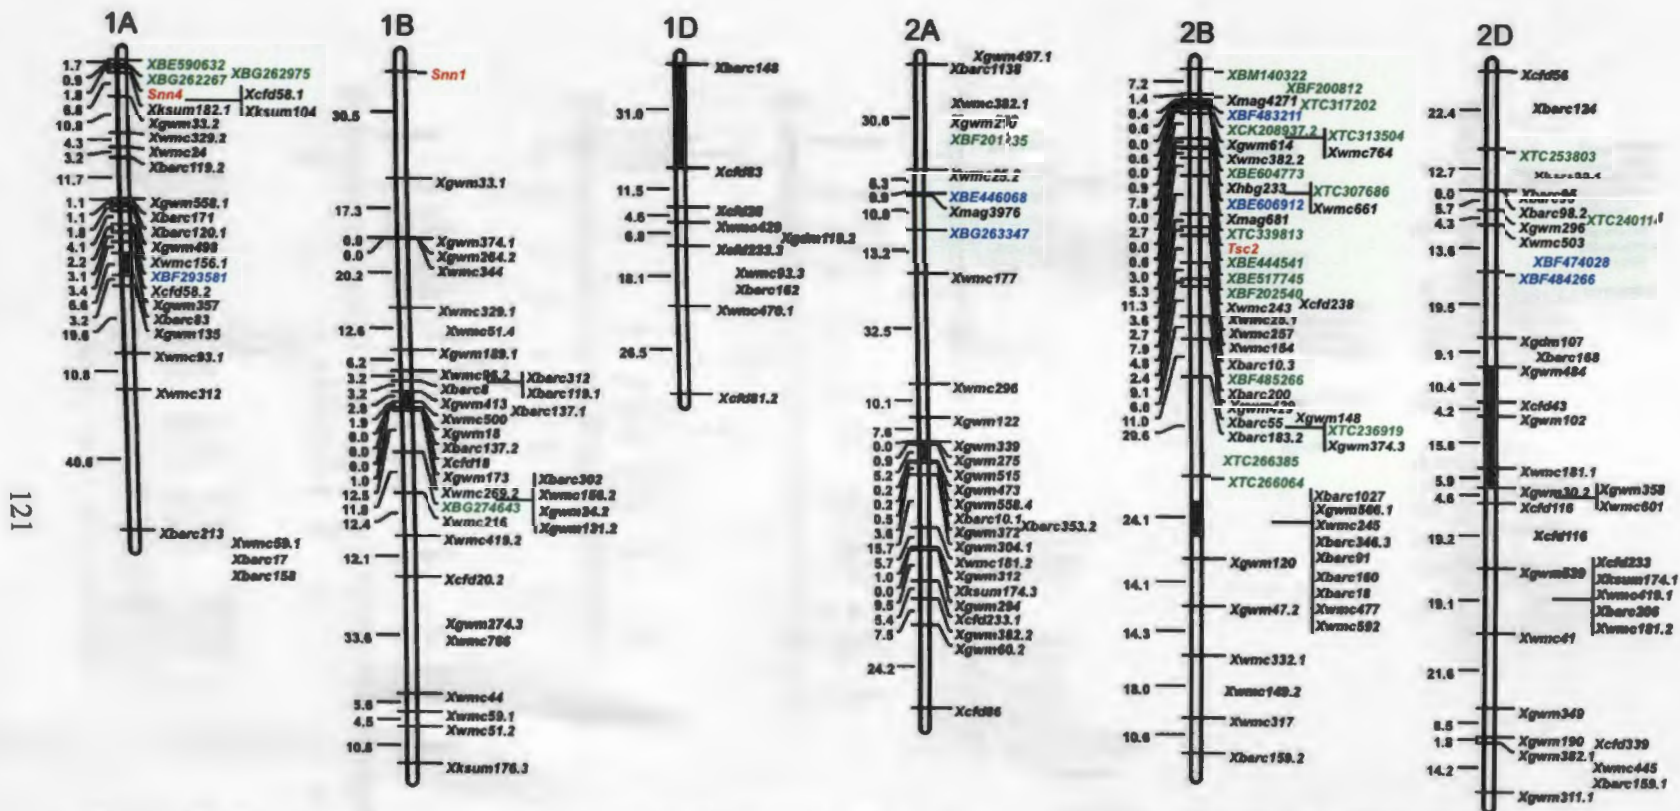 1A
1B
1D
2A
2B
2D
1.7
0.9
1.8
6.8
10.8
4.3
3.2
11.7
1.1
1.1
1.8
4.1
2.2
3.1
3.4
6.6
3.2
19.6
10.8
40.6
XBE590632
XBG262267 XBG262975
Snn4 Xcfd58.1
Xksum182.1 Xksum104
Xgwm33.2
Xwmc329.2
Xwmc24
Xbarc119.2
Xgwm558.1
Xbarc171
Xbarc120.1
Xgwm498
Xwmc156.1
XBF293581
Xcfd58.2
Xgwm357
Xbarc83
Xgwm135
Xwmc93.1
Xwmc312
Xbarc213
Xwmc59.1
Xbarc17
Xbarc158
30.5
17.3
0.0
0.0
20.2
12.6
6.2
3.2
3.2
2.8
1.9
0.0
0.0
0.0
1.0
12.5
11.8
12.4
12.1
33.6
5.6
4.5
10.8
Snn1
Xgwm33.1
Xgwm374.1
Xgwm264.2
Xwmc344
Xwmc329.1
Xwmc51.4
Xgwm189.1
Xwmc96.2 Xbarc312
Xbarc8 Xbarc119.1
Xgwm413 Xbarc137.1
Xwmc500
Xgwm18
Xbarc137.2
Xcfd18
Xgwm173 Xbarc302
Xwmc269.2 Xwmc156.2
XBG274643 Xgwm24.2
Xwmc216 Xgwm131.2
Xwmc419.2
Xcfd20.2
Xgwm274.3
Xwmc766
Xwmc44
Xwmc59.1
Xwmc51.2
Xksum176.3
31.0
11.5
4.6
6.8
18.1
26.5
Xbarc148
Xcfd83
Xwmc429
Xgdm119.2
Xcfd233.3
Xwmc93.3
Xbarc162
Xwmc470.1
Xcfd81.2
30.6
10.8
13.2
32.5
10.1
7.6
0.0
0.9
5.2
0.2
0.2
0.5
3.6
15.7
5.7
1.0
0.0
9.5
5.4
7.5
24.2
Xgwm497.1
Xbarc1138
Xwmc382.1
Xwmc25.2
XBE446068
Xmag3976
XBG263347
Xwmc177
Xwmc296
Xgwm122
Xgwm339
Xgwm275
Xgwm515
Xgwm473
Xgwm558.4
Xbarc10.1 Xbarc353.2
Xgwm372
Xgwm304.1
Xwmc181.2
Xgwm312
Xksum174.3
Xgwm294
Xcfd233.1
Xgwm382.2
Xgwm60.2
Xcfd86
7.2
1.4
0.4
0.6
0.0
0.6
0.0
0.9
7.8
0.0
2.7
0.0
0.6
3.0
5.3
11.3
3.6
2.7
7.9
4.8
2.4
9.1
6.8
11.0
29.6
24.1
14.1
14.3
18.0
10.6
XBM140322
XBF200812
Xmag4271 XTC317202
XBF483211
XCK208937.2 XTC313504
Xgwm614 Xwmc764
Xwmc382.2
XBE604773
Xhbg233 XTC307686
XBE606912 Xwmc661
Xmag681
XTC339813
Tsc2
XBE444541
XBE517745
XBF202540
Xwmc243 Xcfd238
Xwmc257
Xwmc154
Xbarc10.3
XBF485266
Xbarc200
Xgwm148
Xbarc55 XTC236919
Xbarc183.2 Xgwm374.3
XTC266385
XTC266064
Xbarc1027
Xgwm566.1
Xwmc245
Xbarc346.3
Xbarc91
Xgwm120
Xbarc160
Xbarc18
Xgwm47.2 Xwmc477
Xwmc592
Xwmc332.1
Xwmc149.2
Xwmc317
Xbarc159.2
22.4
12.7
5.7
4.3
13.6
19.5
9.1
10.4
4.2
15.6
5.9
4.6
19.2
19.1
21.6
1.8
14.2
Xcfd56
Xbarc124
XTC253803
Xbarc98.2
Xgwm296
Xwmc503
XBF474028
XBF484266
Xgdm107
Xbarc168
Xgwm484
Xcfd43
Xgwm102
Xwmc181.1
Xgwm30.2 Xgwm358
Xcfd116 Xwmc601
Xcfd116
Xcfd233
Xgwm539 Xksum174.1
Xwmc419.1
Xbarc206
Xwmc181.2
Xwmc41
Xgwm349
Xgwm190 Xcfd339
Xgwm382.1
Xwmc445
Xbarc159.1
Xgwm311.1
121